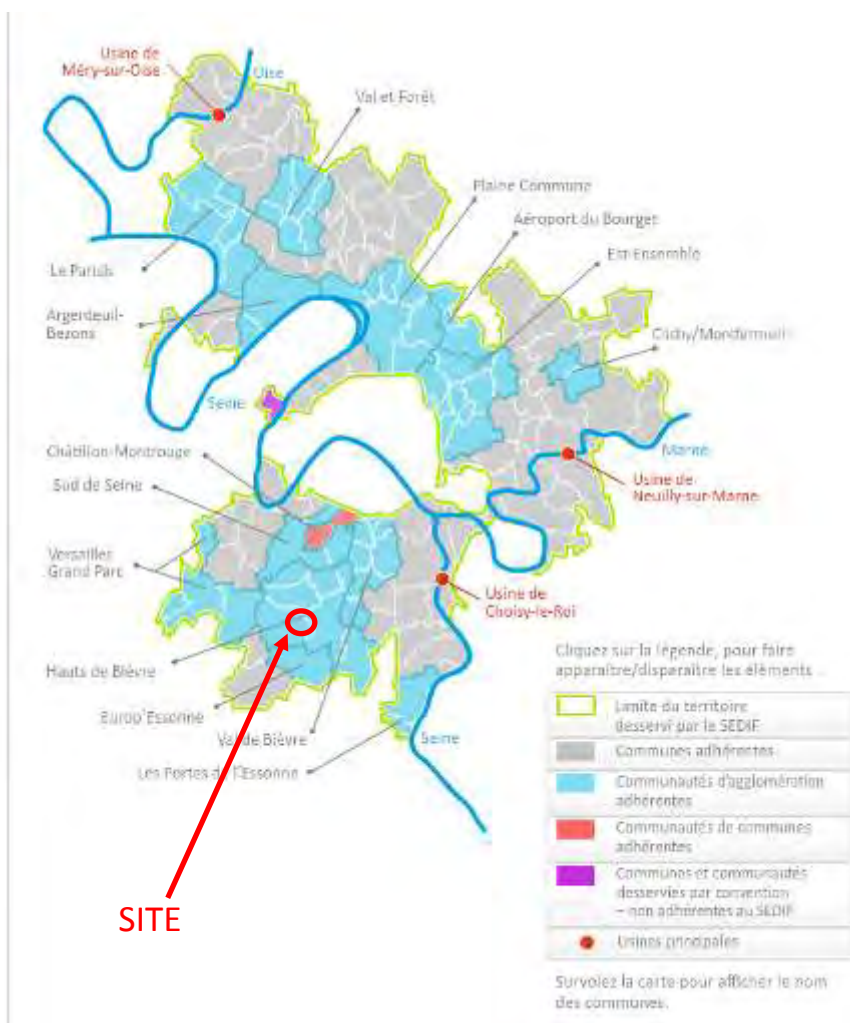 Usine de
Méry-sur-Oise
Oise
Val et Forêt
Plaine Commune
Aéroport du Bourget
Est Ensemble
Le Parisis
Argenteuil-
Bezons
Clichy/Montfermeil
Seine
Châtillon-Montrouge
Marne
Usine de
Neuilly-sur-Marne
Sud de Seine
Versailles
Grand Parc
Usine de
Choisy-le-Roi
Hauts de Bièvre
Europ'Essonne
Val de Bièvre
Seine
Les Portes de l'Essonne
SITE
Cliquez sur la légende, pour faire
apparaître/disparaître les éléments
Limite du territoire
desservi par le SEDIF
Communes adhérentes
Communautés d'agglomération
adhérentes
Communautés de communes
adhérentes
Communes et communautés
desservies par convention
– non adhérentes au SEDIF
Usines principales
Survolez la carte pour afficher le nom
des communes.